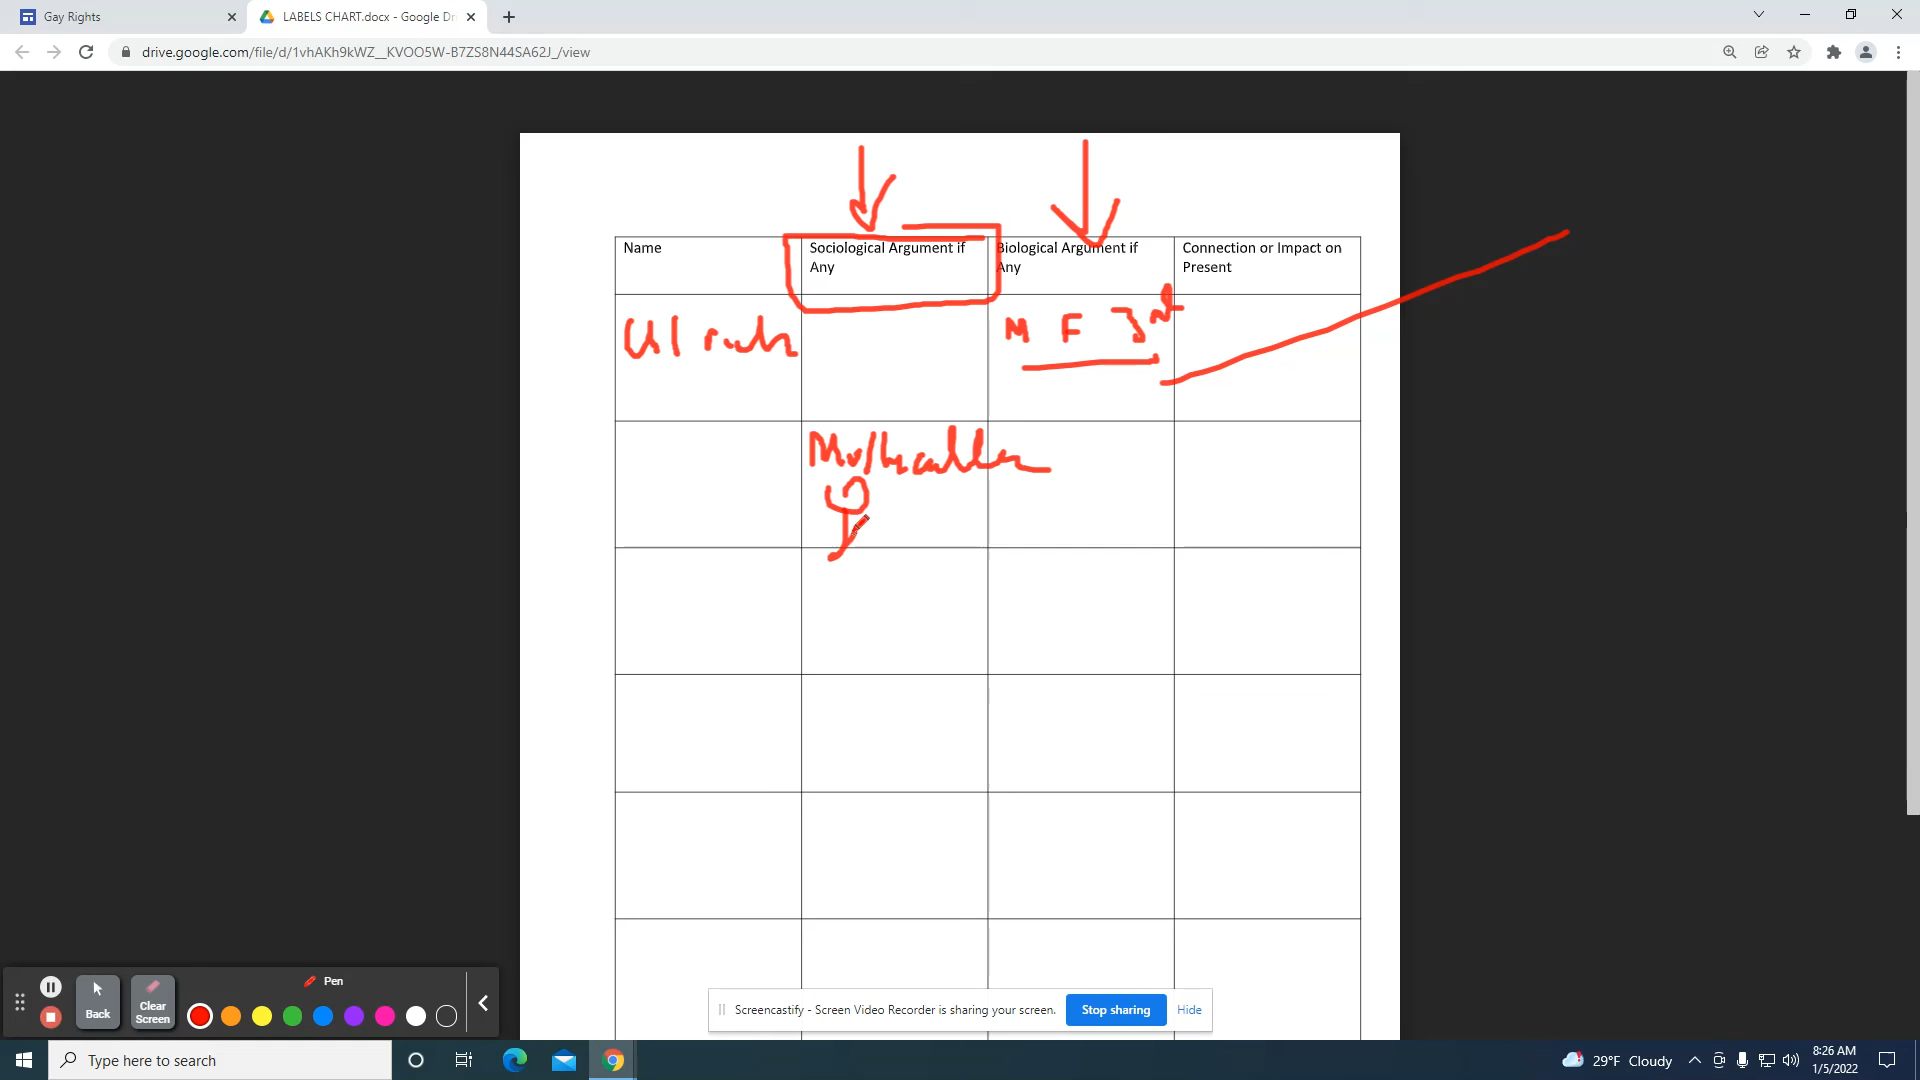 Gay Rights
LABELS CHART.docx - Google Dr
drive.google.com/file/d/1vhAKh9kWZ__KVOO5W-B7ZS8N44SA62J_/view
Name
Sociological Argument if
Any
Biological Argument if
Any
Connection or Impact on
Present
M F 3rd
Pen
Back
Clear
Screen
Screencastify - Screen Video Recorder is sharing your screen.
Stop sharing
Hide
Type here to search
29°F Cloudy
8:26 AM
1/5/2022